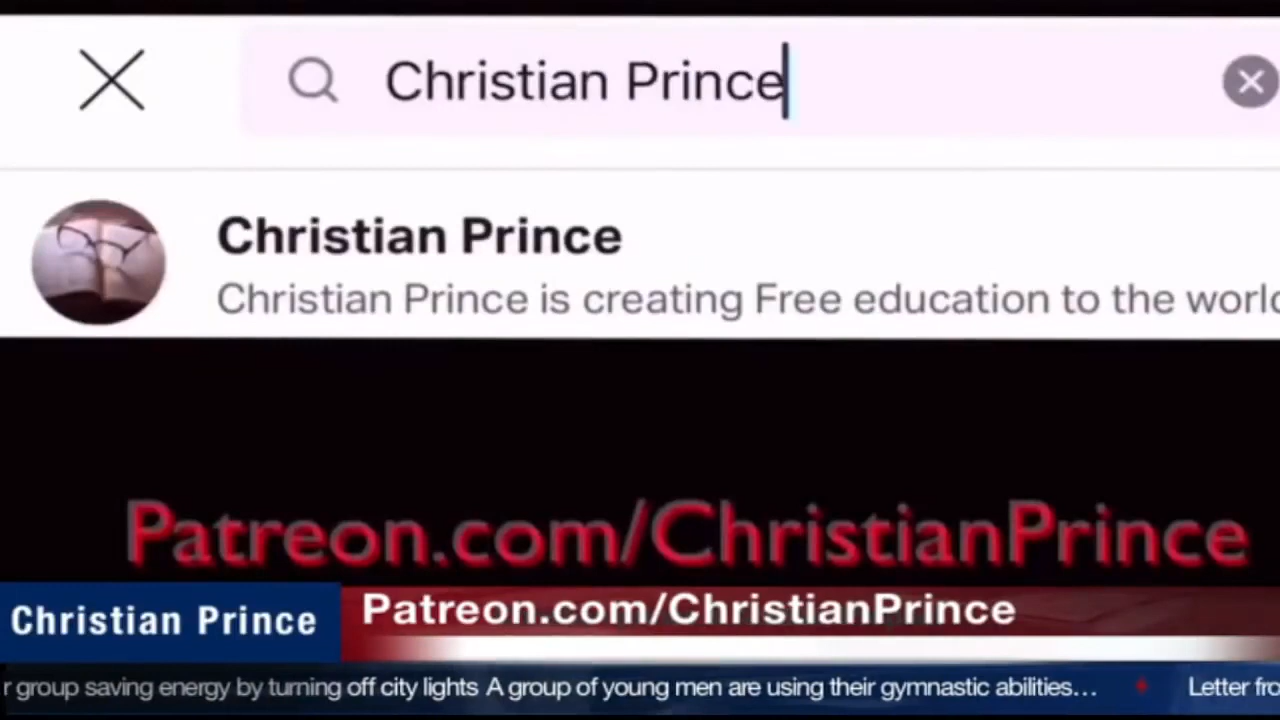 Christian Prince
Christian Prince
Christian Prince is creating Free education to the world
Patreon.com/ChristianPrince
Christian Prince
Patreon.com/ChristianPrince
r group saving energy by turning off city lights A group of young men are using their gymnastic abilities… Letter fro